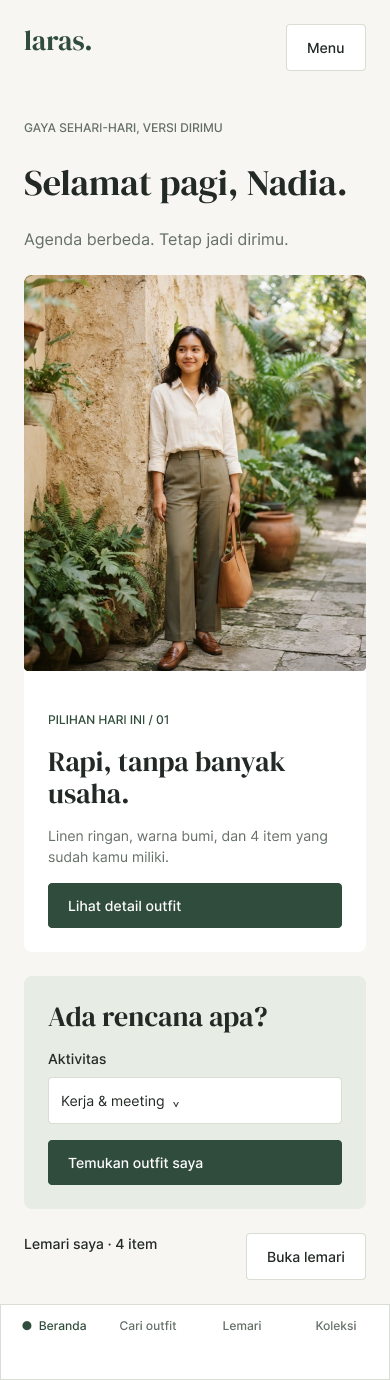 laras.
Menu
GAYA SEHARI-HARI, VERSI DIRIMU
Selamat pagi, Nadia.
Agenda berbeda. Tetap jadi dirimu.
PILIHAN HARI INI / 01
Rapi, tanpa banyak
usaha.
Linen ringan, warna bumi, dan 4 item yang
sudah kamu miliki.
Lihat detail outfit
Ada rencana apa?
Aktivitas
Kerja & meeting
Temukan outfit saya
Lemari saya · 4 item
Buka lemari
Beranda
Cari outfit
Lemari
Koleksi